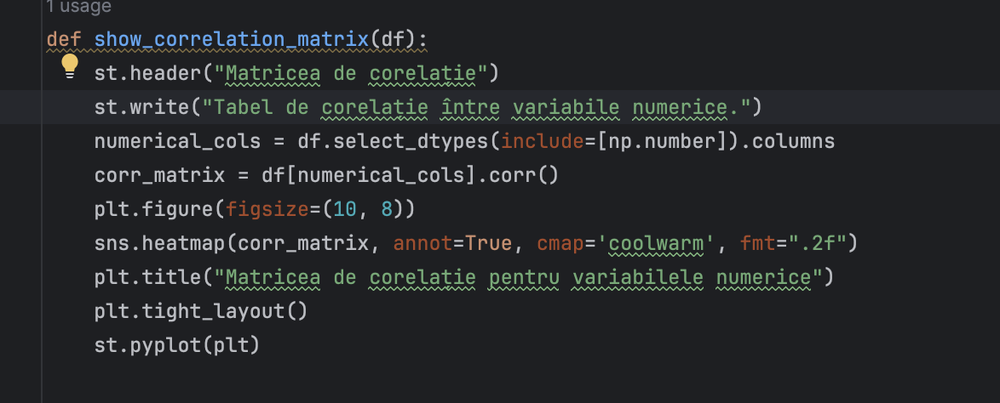 1 usage
def show_correlation_matrix(df):
st.header("Matricea de corelație")
st.write("Tabel de corelație între variabile numerice.")
numerical_cols = df.select_dtypes(include=[np.number]).columns
corr_matrix = df[numerical_cols].corr()
plt.figure(figsize=(10, 8))
sns.heatmap(corr_matrix, annot=True, cmap='coolwarm', fmt=".2f")
plt.title("Matricea de corelație pentru variabilele numerice")
plt.tight_layout()
st.pyplot(plt)